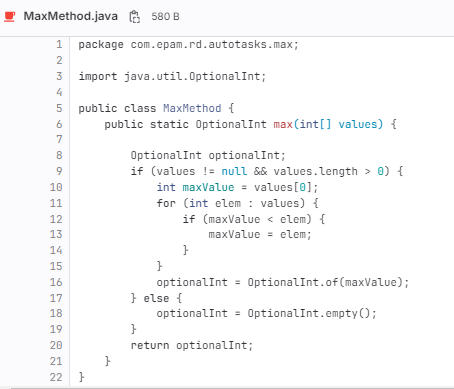 MaxMethod.java 580 B
1 package com.epam.rd.autotasks.max;
2
3 import java.util.OptionalInt;
4
5 public class MaxMethod {
6     public static OptionalInt max(int[] values) {
7
8         OptionalInt optionalInt;
9         if (values != null && values.length > 0) {
10             int maxValue = values[0];
11             for (int elem : values) {
12                 if (maxValue < elem) {
13                     maxValue = elem;
14                 }
15             }
16             optionalInt = OptionalInt.of(maxValue);
17         } else {
18             optionalInt = OptionalInt.empty();
19         }
20         return optionalInt;
21     }
22 }